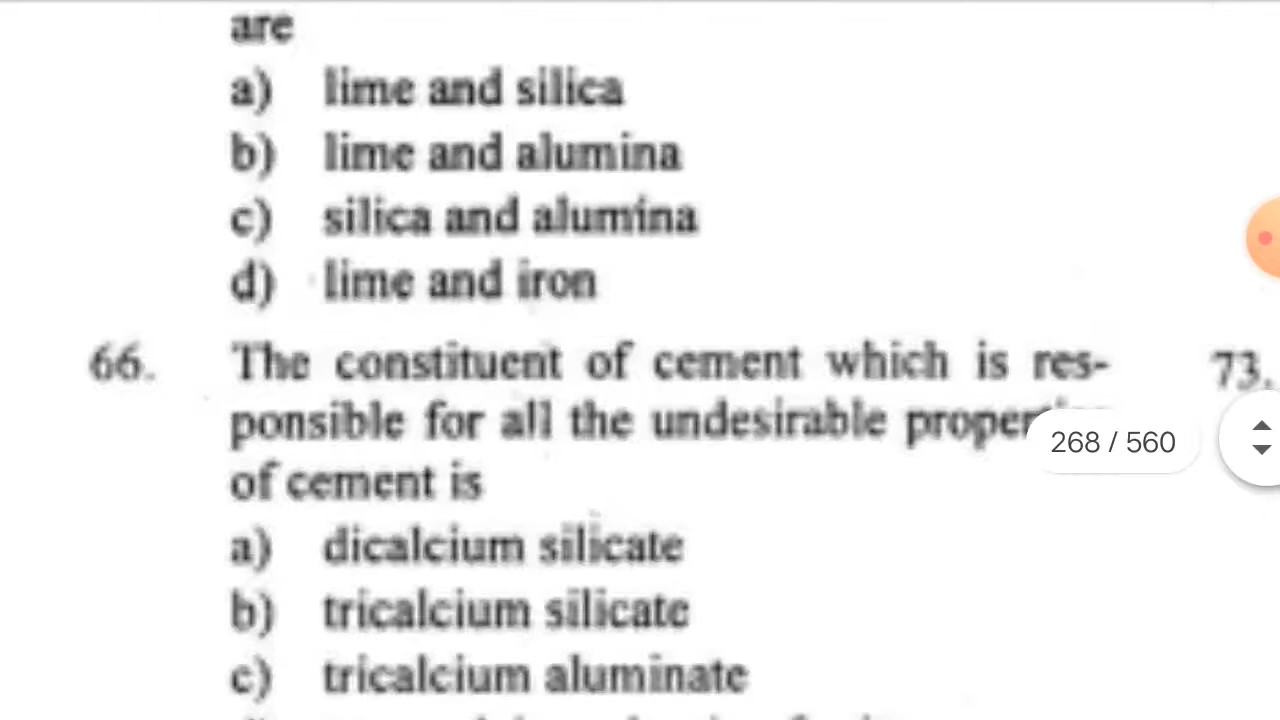 are
a) lime and silica
b) lime and alumina
c) silica and alumina
d) lime and iron
66. The constituent of cement which is res-
ponsible for all the undesirable proper
of cement is
a) dicalcium silicate
b) tricalcium silicate
c) tricalcium aluminate
73.
268 / 560